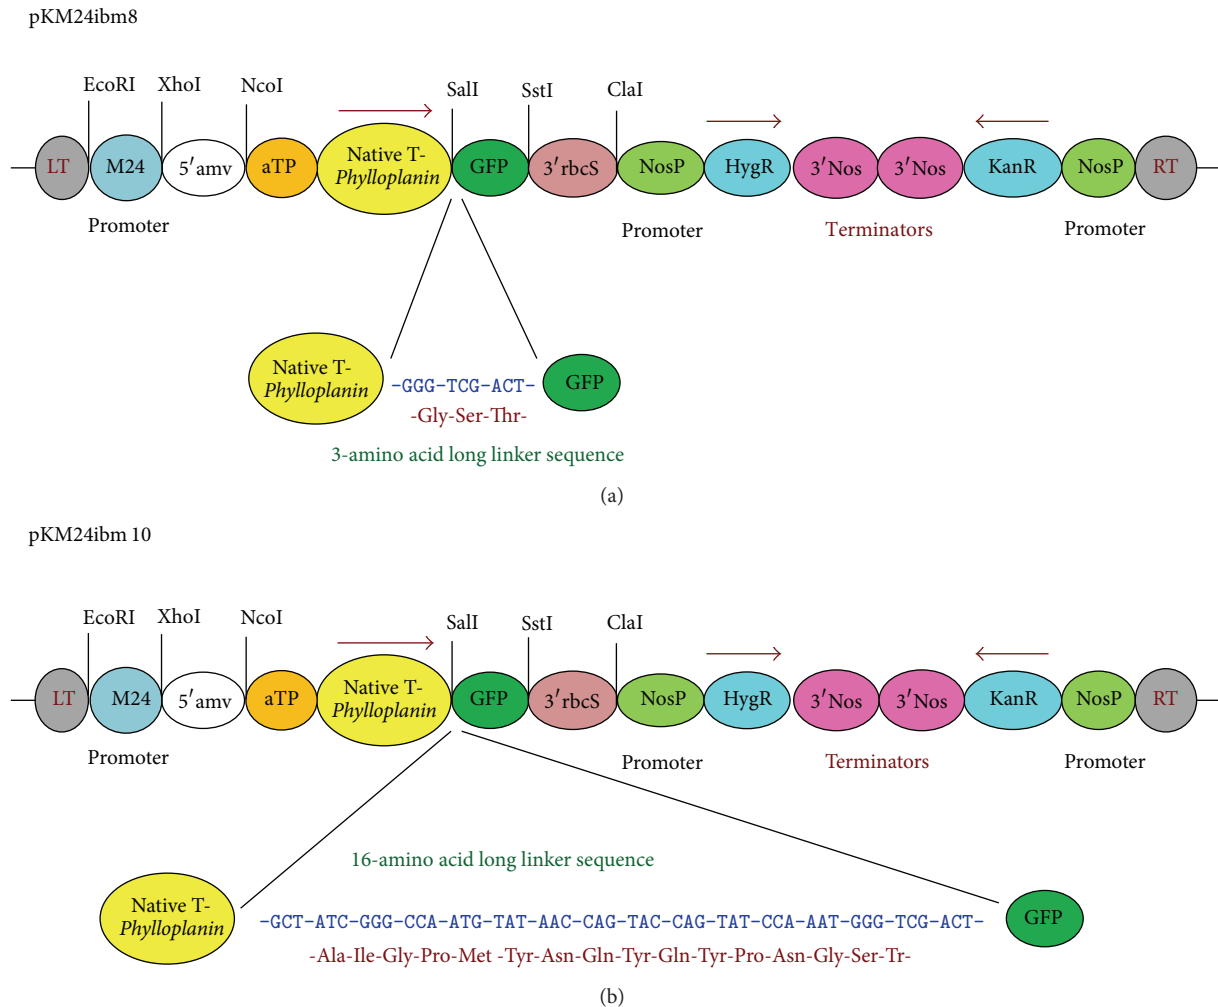 pKM24ibm8
EcoRI XhoI NcoI SalI SstI ClaI
LT M24 5′amv aTP Native T-Phylloplanin GFP 3′rbcS NosP HygR 3′Nos 3′Nos KanR NosP RT
Promoter Promoter Terminators Promoter
Native T-
Phylloplanin
-GGG-TCG-ACT-
GFP
-Gly-Ser-Thr-
3-amino acid long linker sequence
(a)
pKM24ibm 10
EcoRI XhoI NcoI SalI SstI ClaI
LT M24 5′amv aTP Native T-Phylloplanin GFP 3′rbcS NosP HygR 3′Nos 3′Nos KanR NosP RT
Promoter Promoter Terminators Promoter
16-amino acid long linker sequence
Native T-
Phylloplanin
-GCT-ATC-GGG-CCA-ATG-TAT-AAC-CAG-TAC-CAG-TAT-CCA-AAT-GGG-TCG-ACT-
GFP
-Ala-Ile-Gly-Pro-Met -Tyr-Asn-Gln-Tyr-Gln-Tyr-Pro-Asn-Gly-Ser-Tr-
(b)